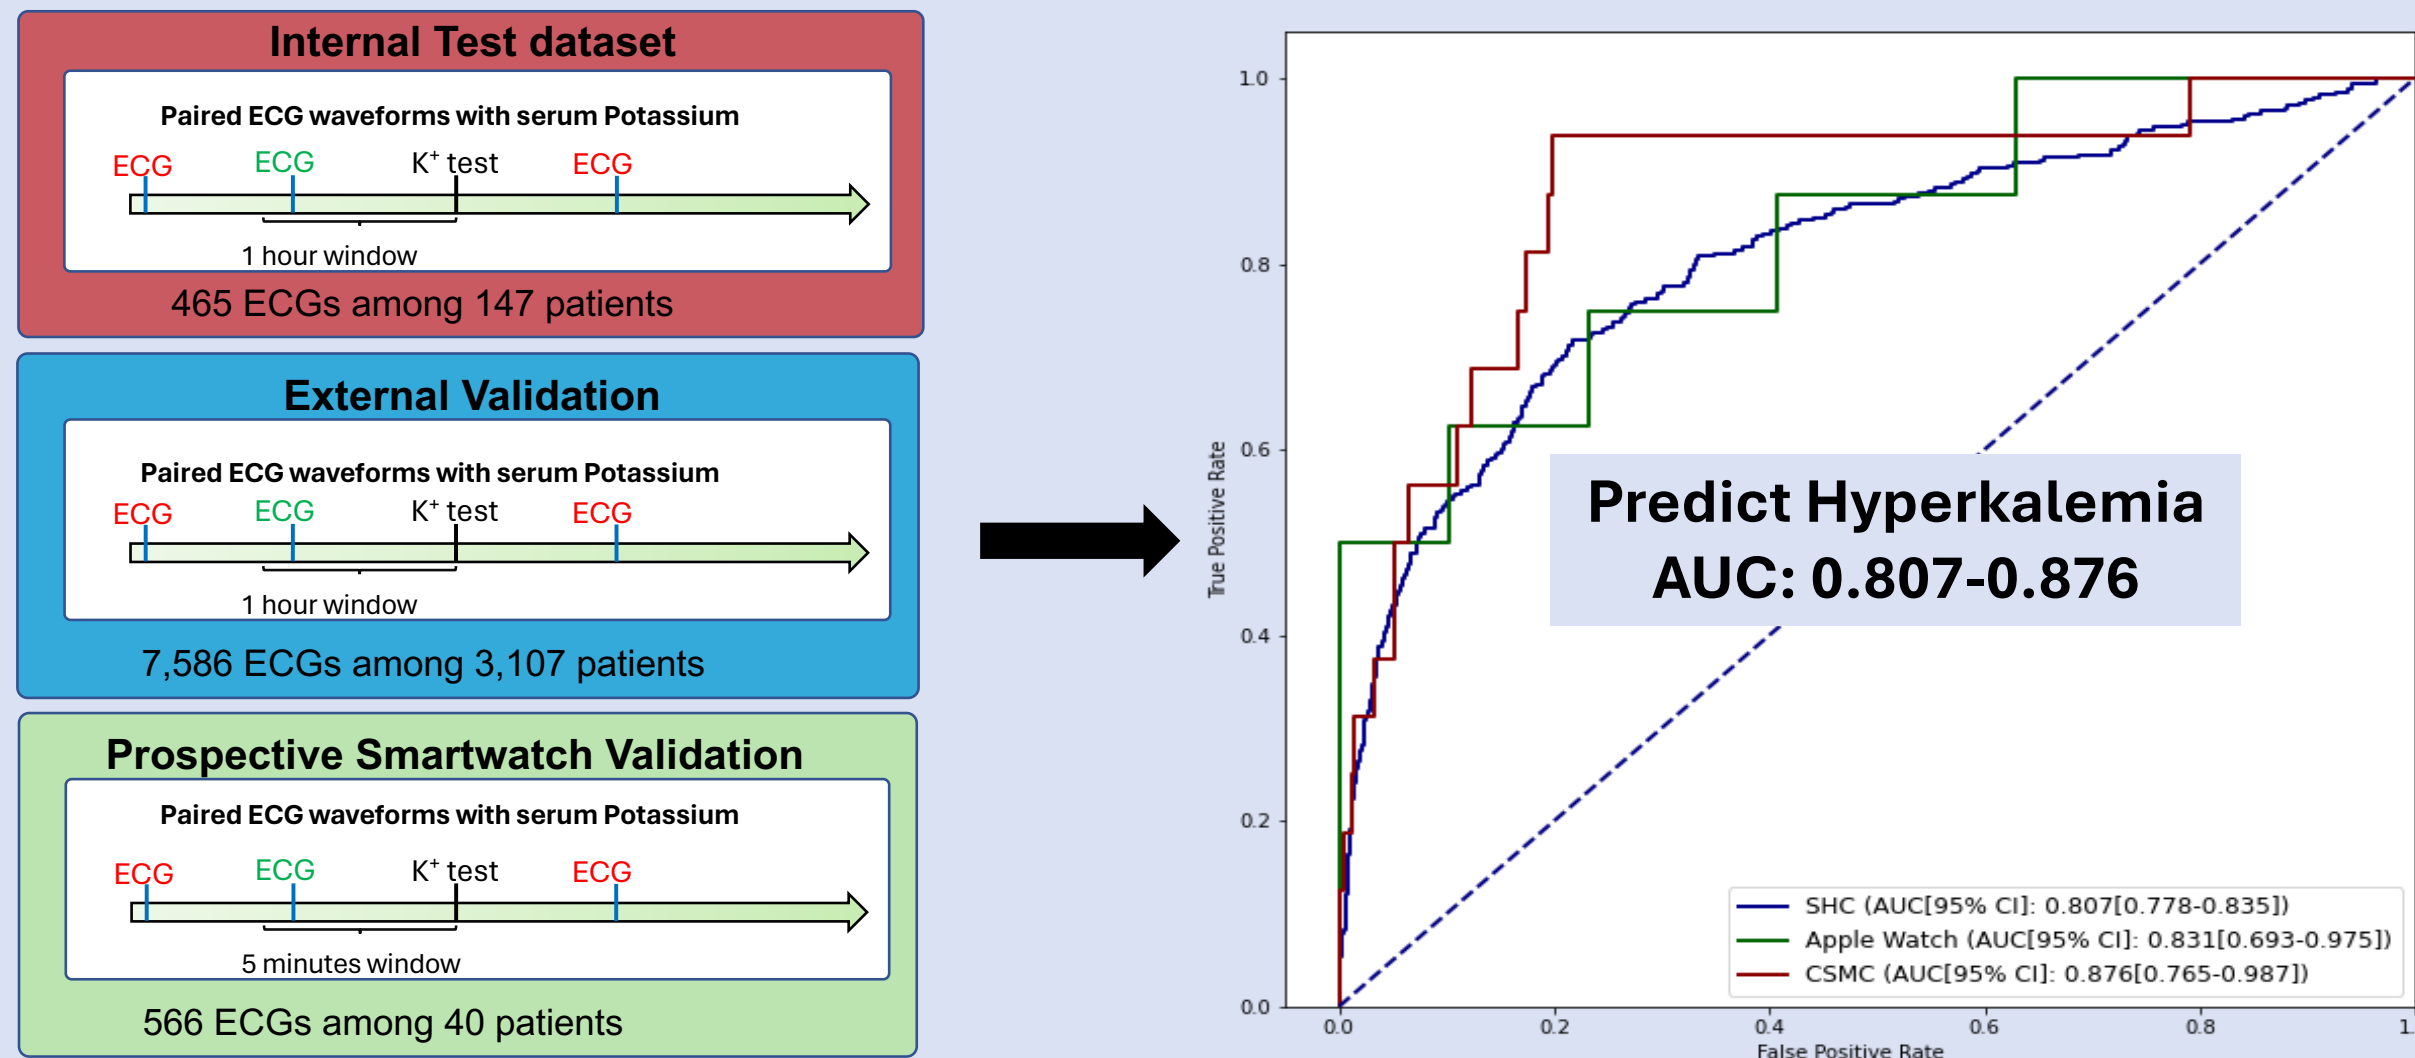 Internal Test dataset
Paired ECG waveforms with serum Potassium
ECG ECG K⁺ test ECG
1 hour window
465 ECGs among 147 patients
External Validation
Paired ECG waveforms with serum Potassium
ECG ECG K⁺ test ECG
1 hour window
7,586 ECGs among 3,107 patients
Prospective Smartwatch Validation
Paired ECG waveforms with serum Potassium
ECG ECG K⁺ test ECG
5 minutes window
566 ECGs among 40 patients
True Positive Rate
1.0
0.8
0.6
0.4
0.2
0.0
Predict Hyperkalemia
AUC: 0.807-0.876
SHC (AUC[95% CI]: 0.807[0.778-0.835])
Apple Watch (AUC[95% CI]: 0.831[0.693-0.975])
CSMC (AUC[95% CI]: 0.876[0.765-0.987])
0.0 0.2 0.4 0.6 0.8 1.
False Positive Rate